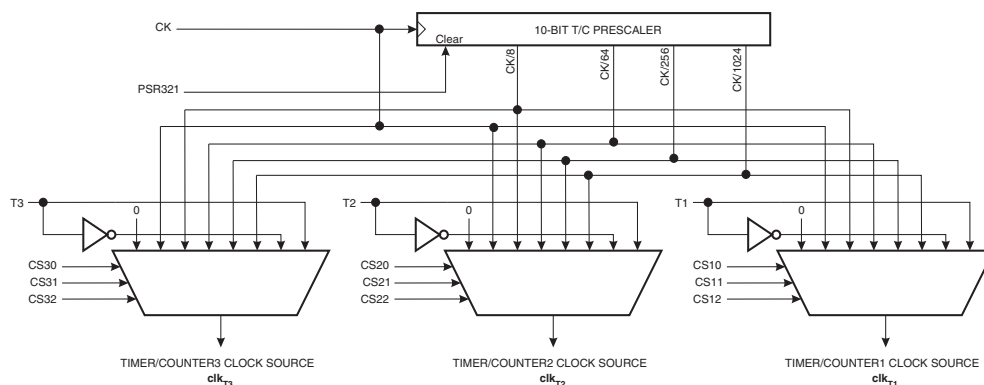 CK
10-BIT T/C PRESCALER
Clear
CK/8
CK/64
CK/256
CK/1024
PSR321
T3
0
T2
0
T1
0
CS30
CS31
CS32
CS20
CS21
CS22
CS10
CS11
CS12
TIMER/COUNTER3 CLOCK SOURCE
clkT3
TIMER/COUNTER2 CLOCK SOURCE
clkT2
TIMER/COUNTER1 CLOCK SOURCE
clkT1